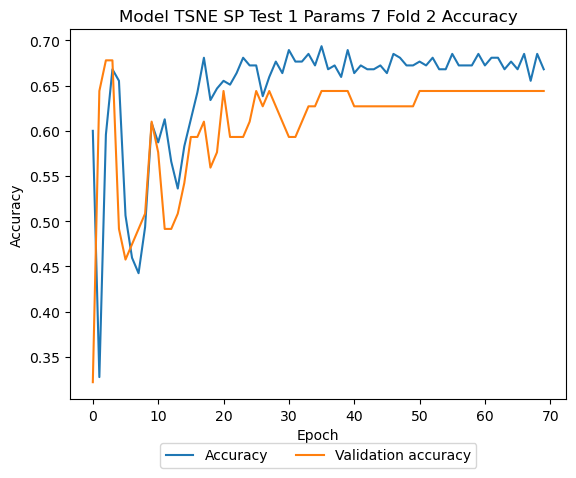 Model TSNE SP Test 1 Params 7 Fold 2 Accuracy
0.70
0.65
0.60
0.55
0.50
0.45
0.40
0.35
Accuracy
0 10 20 30 40 50 60 70
Epoch
Accuracy Validation accuracy